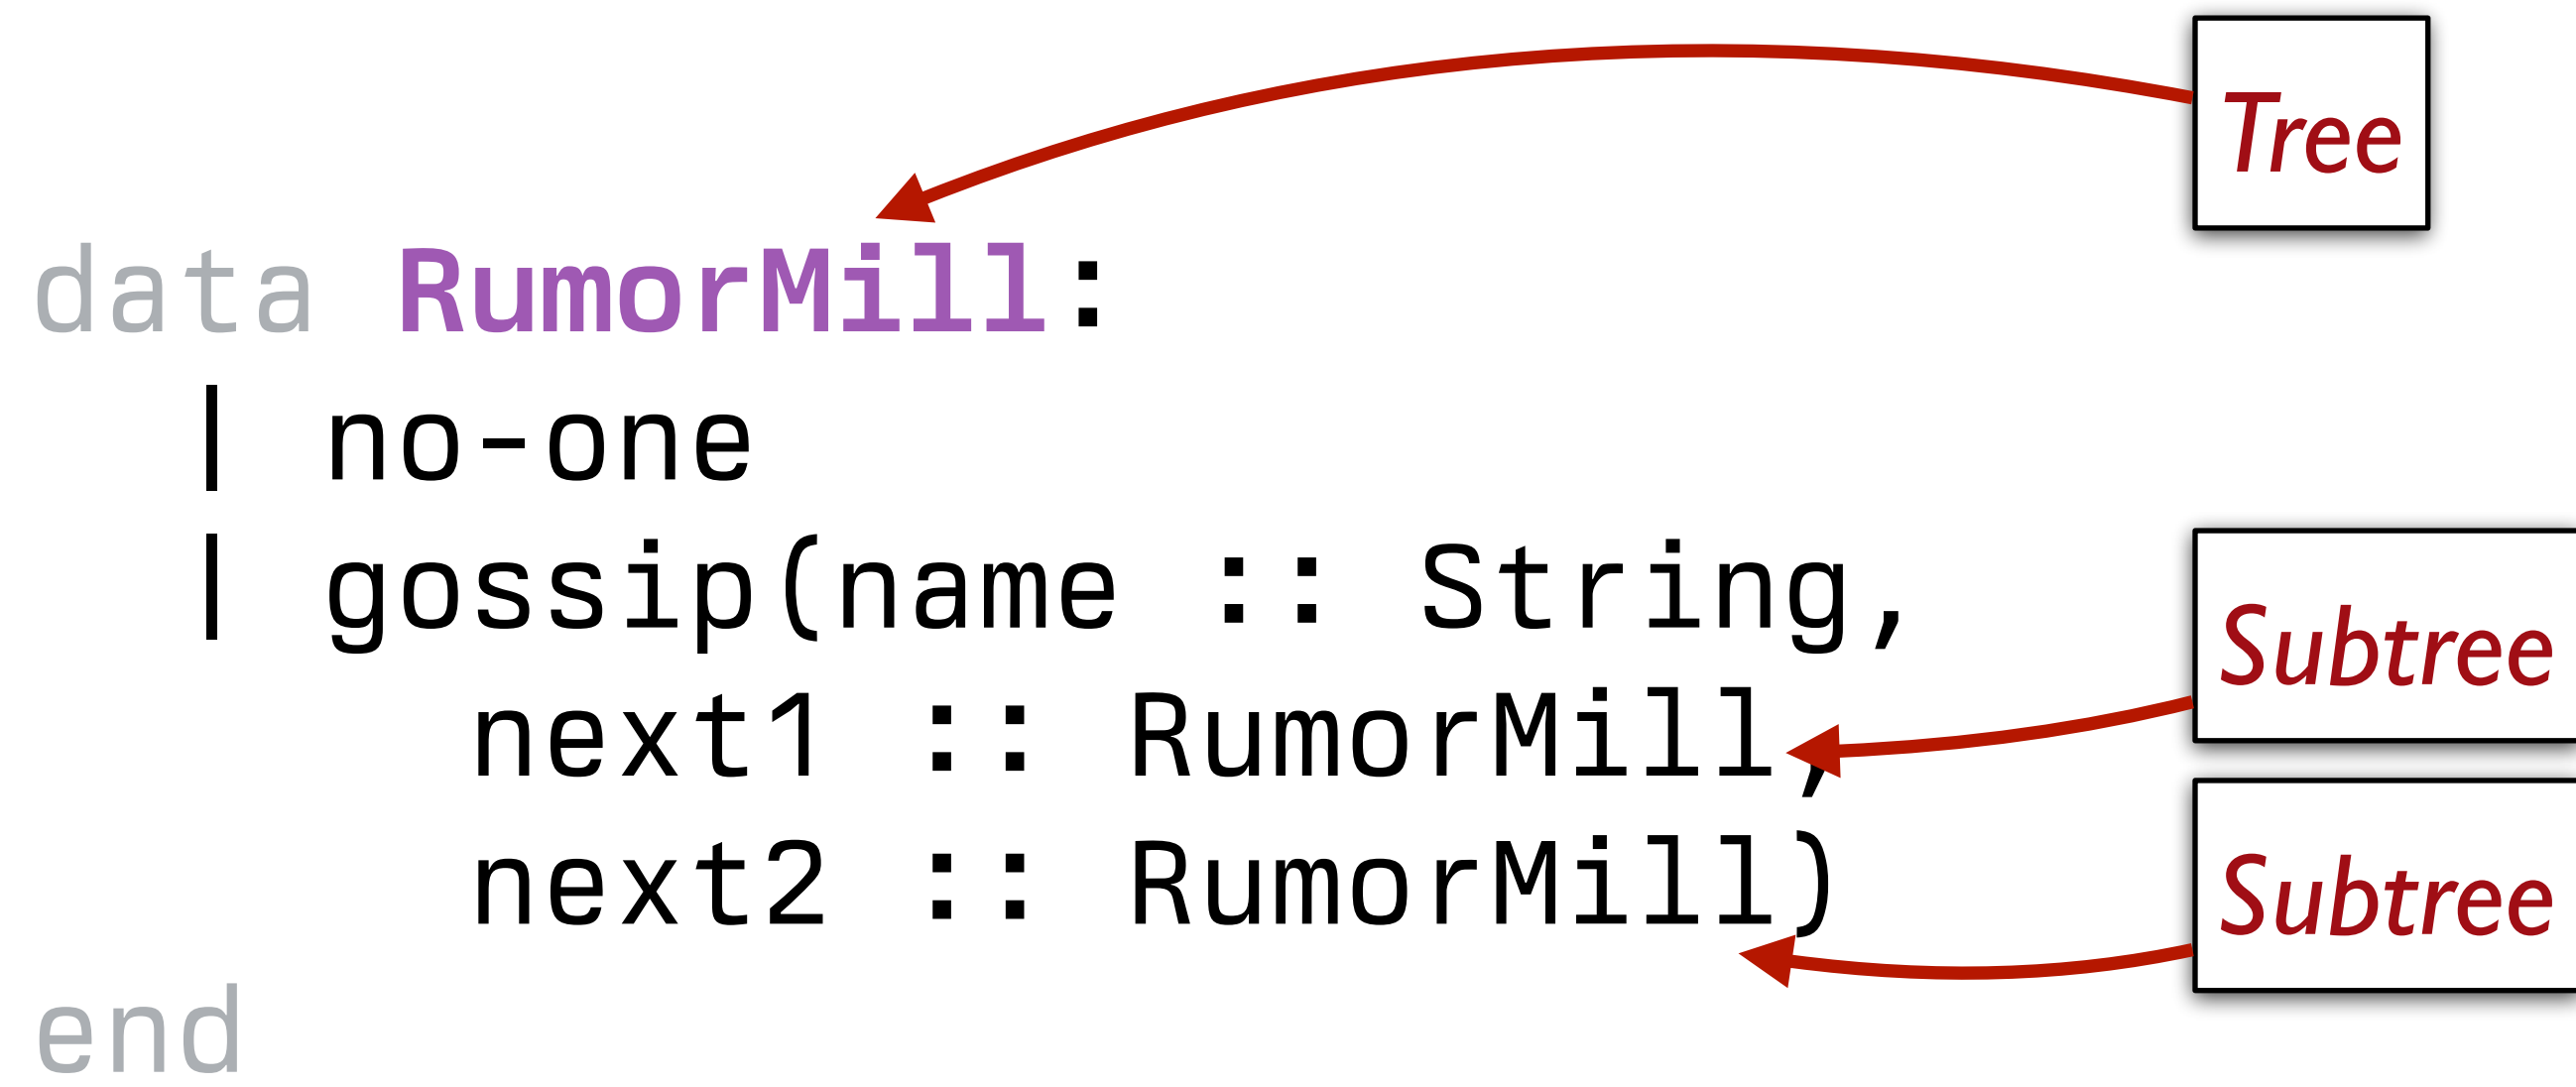 Tree
data RumorMill:
| no-one
| gossip(name :: String,
next1 :: RumorMill,
Subtree
next2 :: RumorMill)
Subtree
end